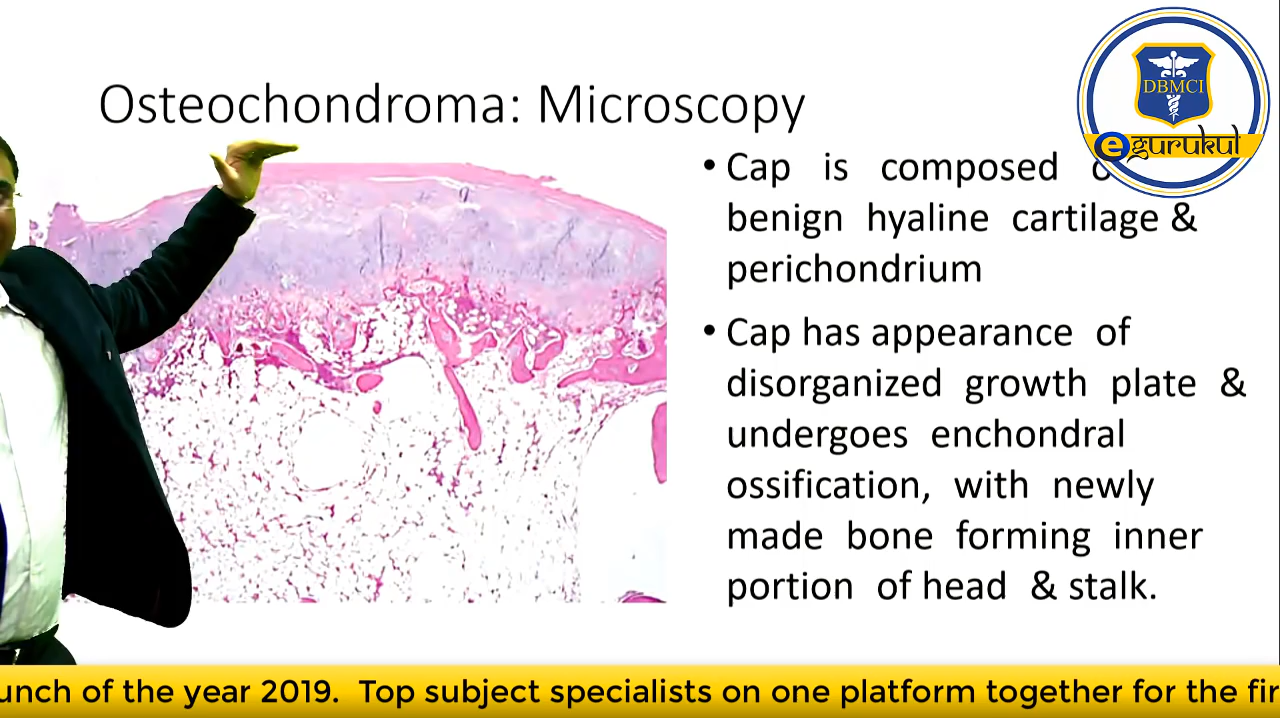 Osteochondroma: Microscopy
DBMCI
egurukul
• Cap is composed
benign hyaline cartilage &
perichondrium
• Cap has appearance of
disorganized growth plate &
undergoes enchondral
ossification, with newly
made bone forming inner
portion of head & stalk.
unch of the year 2019. Top subject specialists on one platform together for the fir